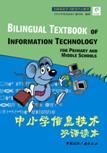 BILINGUAL TEXTBOOK OF
INFORMATION TECHNOLOGY
FOR PRIMARY AND
MIDDLE SCHOOLS
中小学信息技术
双语读本